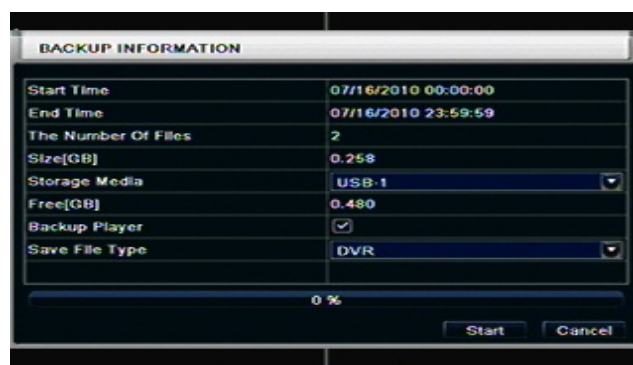 BACKUP INFORMATION
Start Time 07/16/2010 00:00:00
End Time 07/16/2010 23:59:59
The Number Of Files 2
Size[GB] 0.258
Storage Media USB-1
Free[GB] 0.480
Backup Player
Save File Type DVR
0 %
Start Cancel